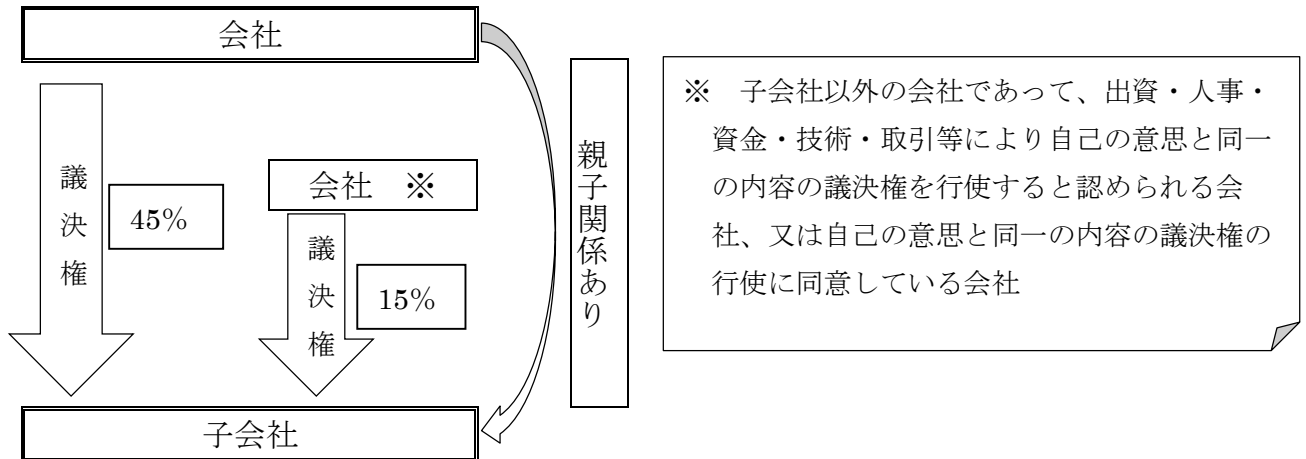 会社
議決権
45%
会社 ※
議決権
15%
親子関係あり
子会社
※ 子会社以外の会社であって、出資・人事・
資金・技術・取引等により自己の意思と同一
の内容の議決権を行使すると認められる会
社、又は自己の意思と同一の内容の議決権の
行使に同意している会社